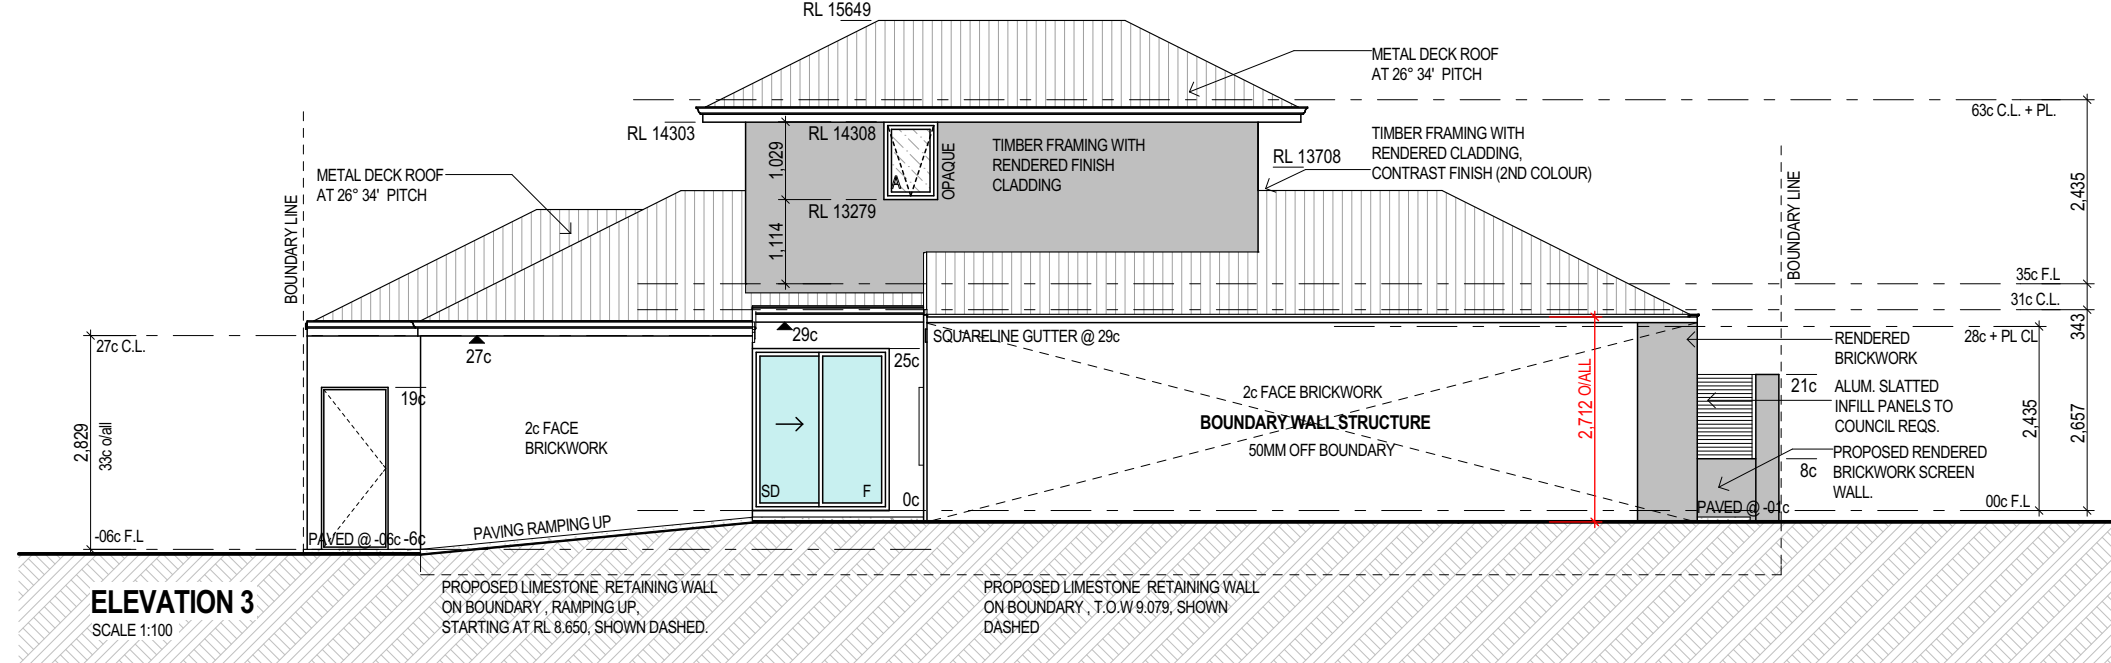 RL 15649
METAL DECK ROOF
AT 26° 34' PITCH
63c C.L. + PL.
RL 14303
RL 14308
1,029
A
OPAQUE
TIMBER FRAMING WITH
RENDERED FINISH
CLADDING
TIMBER FRAMING WITH
RENDERED CLADDING,
CONTRAST FINISH (2ND COLOUR)
RL 13708
METAL DECK ROOF
AT 26° 34' PITCH
BOUNDARY LINE
RL 13279
1,114
BOUNDARY LINE
2,435
35c F.L
31c C.L.
343
27c C.L.
27c
29c
SQUARELINE GUTTER @ 29c
28c + PL CL
RENDERED
BRICKWORK
25c
19c
21c
ALUM. SLATTED
INFILL PANELS TO
COUNCIL REQS.
2,829
33c o/all
2c FACE
BRICKWORK
2c FACE BRICKWORK
BOUNDARY WALL STRUCTURE
50MM OFF BOUNDARY
2,712 O/ALL
2,435
2,657
PROPOSED RENDERED
BRICKWORK SCREEN
WALL.
8c
SD
F
0c
00c F.L
PAVED @ -01c
-06c F.L
PAVED @ -06c
-6c
PAVING RAMPING UP
ELEVATION 3
SCALE 1:100
PROPOSED LIMESTONE RETAINING WALL
ON BOUNDARY , RAMPING UP,
STARTING AT RL 8.650, SHOWN DASHED.
PROPOSED LIMESTONE RETAINING WALL
ON BOUNDARY , T.O.W 9.079, SHOWN
DASHED